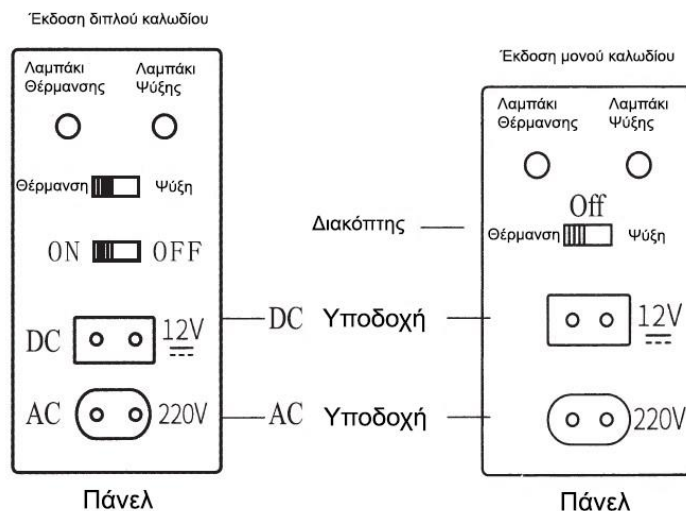 Έκδοση διπλού καλωδίου
Λαμπάκι Θέρμανσης
Λαμπάκι Ψύξης
Θέρμανση Ψύξη
ON OFF
DC 12V
AC 220V
Πάνελ
Διακόπτης
DC Υποδοχή
AC Υποδοχή
Έκδοση μονού καλωδίου
Λαμπάκι Θέρμανσης
Λαμπάκι Ψύξης
Off
Θέρμανση Ψύξη
12V
220V
Πάνελ